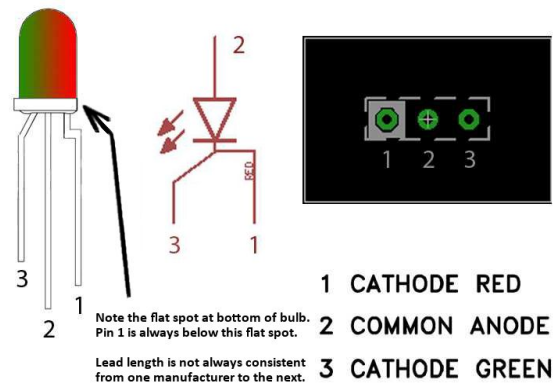 2
RED
3
1
1
2
3
3
1
2
Note the flat spot at bottom of bulb.
Pin 1 is always below this flat spot.
Lead length is not always consistent
from one manufacturer to the next.
1 CATHODE RED
2 COMMON ANODE
3 CATHODE GREEN